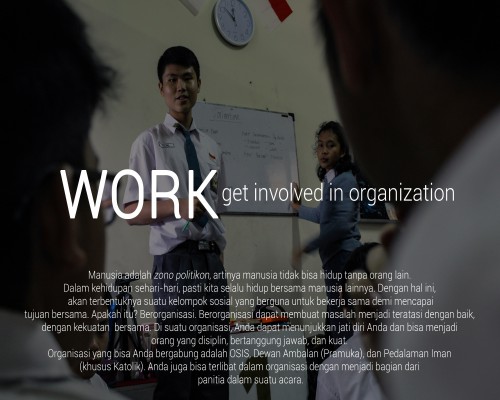 WORK get involved in organization
Manusia adalah zono politikon, artinya manusia tidak bisa hidup tanpa orang lain.
Dalam kehidupan sehari-hari, pasti kita selalu hidup bersama manusia lainnya. Dengan hal ini,
akan terbentuknya suatu kelompok sosial yang berguna untuk bekerja sama demi mencapai
tujuan bersama. Apakah itu? Berorganisasi. Berorganisasi dapat membuat masalah menjadi teratasi dengan baik,
dengan kekuatan bersama. Di suatu organisasi, Anda dapat menunjukkan jati diri Anda dan bisa menjadi
orang yang disiplin, bertanggung jawab, dan kuat.
Organisasi yang bisa Anda bergabung adalah OSIS, Dewan Ambalan (Pramuka), dan Pedalaman Iman
(khusus Katolik). Anda juga bisa terlibat dalam organisasi dengan menjadi bagian dari
panitia dalam suatu acara.